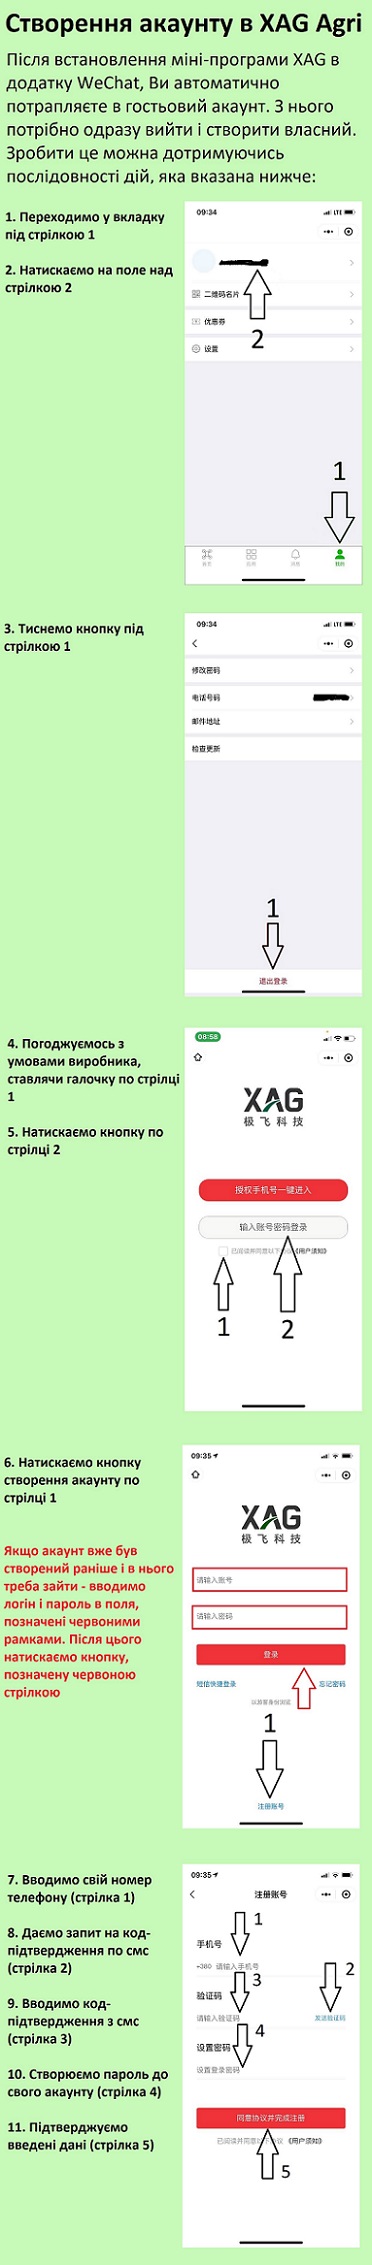 Створення акаунту в XAG Agri
Після встановлення міні-програми XAG в
додатку WeChat, Ви автоматично
потрапляєте в гостьовий акаунт. З нього
потрібно одразу вийти і створити власний.
Зробити це можна дотримуючись
послідовності дій, яка вказана нижче:
1. Переходимо у вкладку
під стрілкою 1
2. Натискаємо на поле над
стрілкою 2
09:34
LTE
二维码名片
优惠券
设置
2
1
我的
3. Тиснемо кнопку під
стрілкою 1
09:34
LTE
修改密码
电话号码
邮件地址
检查更新
1
退出登录
4. Погоджуємось з
умовами виробника,
ставлячи галочку по стрілці
1
5. Натискаємо кнопку по
стрілці 2
08:58
XAG
极飞科技
授权手机号一键进入
输入账号密码登录
已阅读并同意以下 《用户须知》
1
2
6. Натискаємо кнопку
створення акаунту по
стрілці 1
Якщо акаунт вже був
створений раніше і в нього
треба зайти - вводимо
логін і пароль в поля,
позначені червоними
рамками. Після цього
натискаємо кнопку,
позначену червоною
стрілкою
09:35
XAG
极飞科技
请输入账号
请输入密码
登录
短信快捷登录
忘记密码
以游客身份浏览
1
注册账号
7. Вводимо свій номер
телефону (стрілка 1)
8. Даємо запит на код-
підтвердження по смс
(стрілка 2)
9. Вводимо код-
підтвердження з смс
(стрілка 3)
10. Створюємо пароль до
свого акаунту (стрілка 4)
11. Підтверджуємо
введені дані (стрілка 5)
09:35
注册账号
手机号
1
+380 请输入手机号
验证码
3
2
请输入验证码
发送验证码
设置密码
4
设置登录密码
同意协议并完成注册
已阅读并同意以下协议 《用户须知》
5